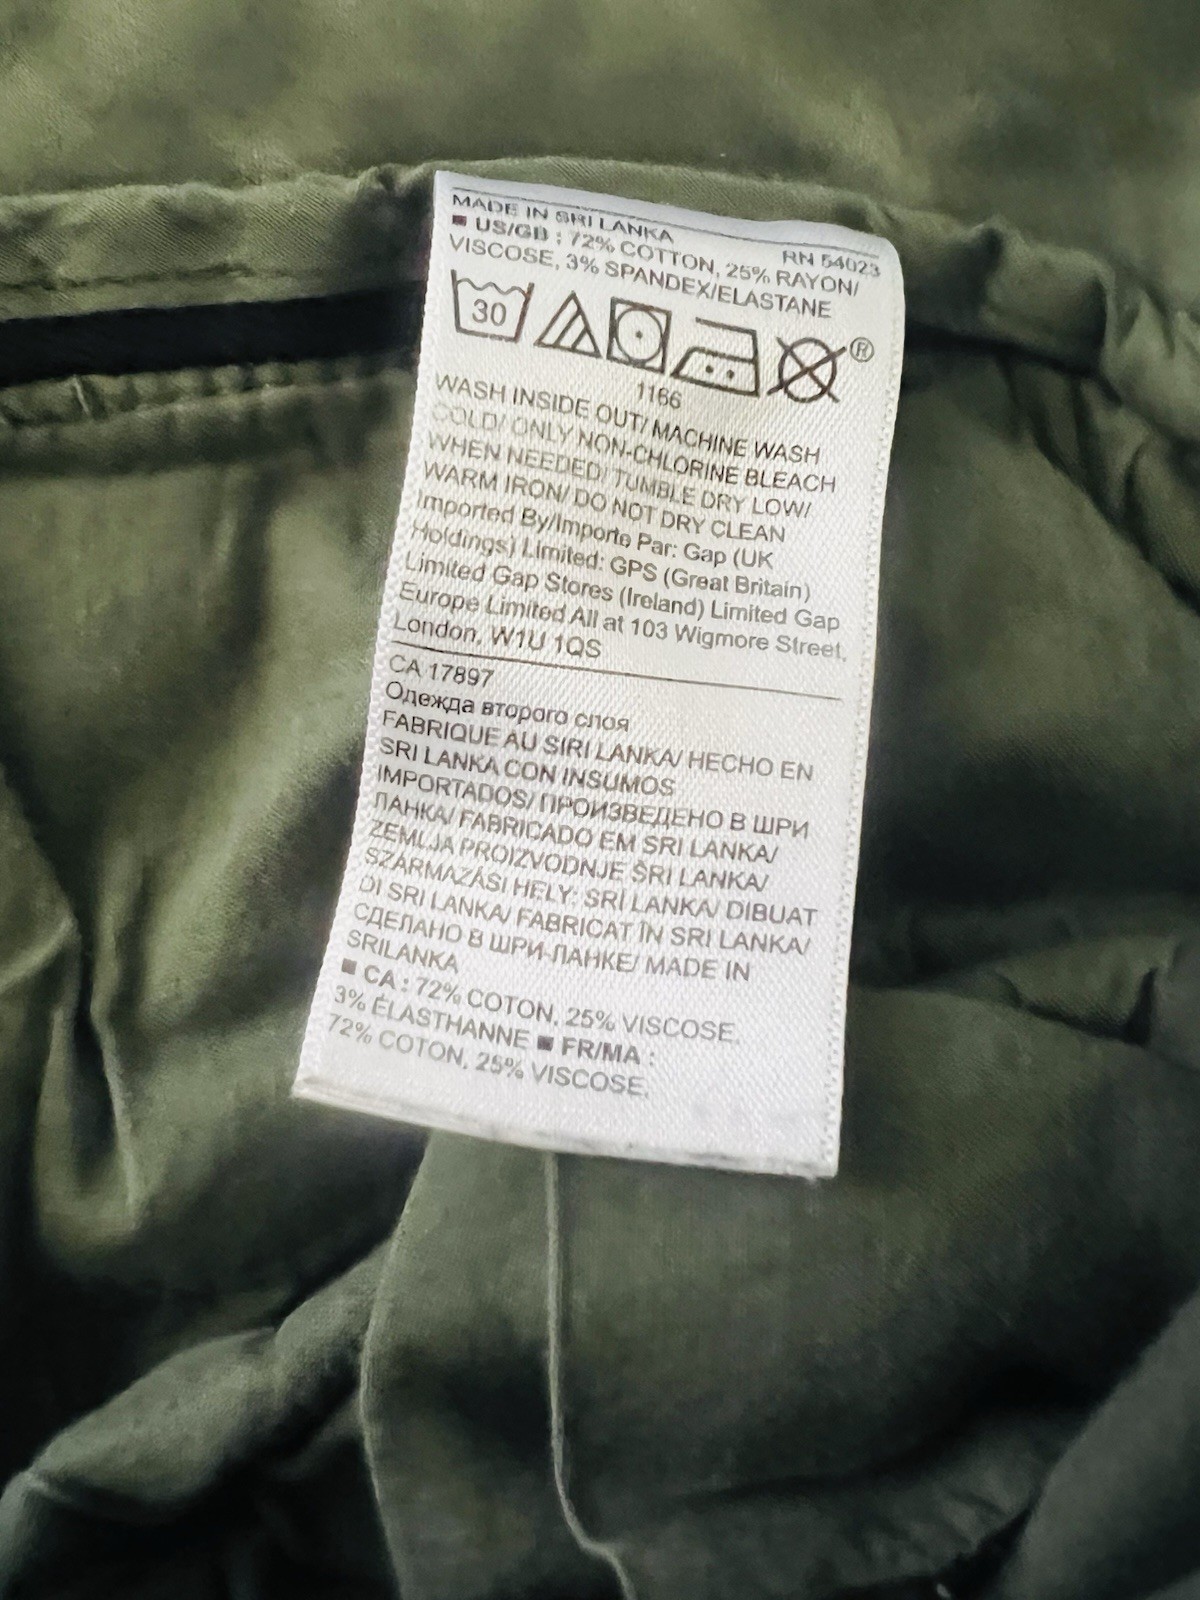 MADE IN SRI LANKA
RN 54023
■ US/GB : 72% COTTON, 25% RAYON/
VISCOSE, 3% SPANDEX/ELASTANE
30
®
1166
WASH INSIDE OUT/ MACHINE WASH
COLD/ ONLY NON-CHLORINE BLEACH
WHEN NEEDED/ TUMBLE DRY LOW/
WARM IRON/ DO NOT DRY CLEAN
Imported By/Importe Par: Gap (UK
Holdings) Limited: GPS (Great Britain)
Limited Gap Stores (Ireland) Limited Gap
Europe Limited All at 103 Wigmore Street,
London, W1U 1QS
CA 17897
Одежда второго слоя
FABRIQUE AU SIRI LANKA/ HECHO EN
SRI LANKA CON INSUMOS
IMPORTADOS/ ПРОИЗВЕДЕНО В ШРИ
ЛАНКА/ FABRICADO EM SRI LANKA/
ZEMLJA PROIZVODNJE ŠRI LANKA/
SZÁRMAZÁSI HELY: SRÍ LANKA/ DIBUAT
DI SRI LANKA/ FABRICAT ÎN SRI LANKA/
СДЕЛАНО В ШРИ-ЛАНКЕ/ MADE IN
SRILANKA
■ CA : 72% COTON, 25% VISCOSE,
3% ÉLASTHANNE ■ FR/MA :
72% COTON, 25% VISCOSE,